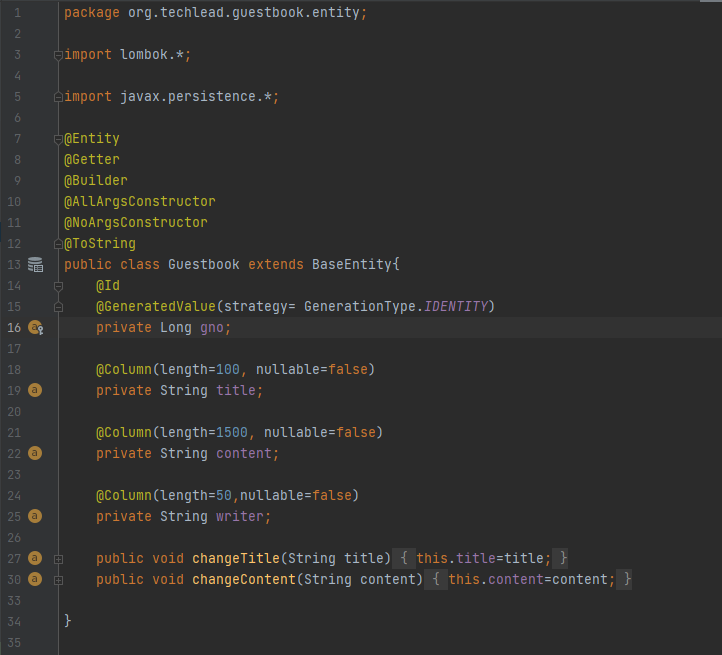 1 package org.techlead.guestbook.entity;
2
3 import lombok.*;
4
5 import javax.persistence.*;
6
7 @Entity
8 @Getter
9 @Builder
10 @AllArgsConstructor
11 @NoArgsConstructor
12 @ToString
13 public class Guestbook extends BaseEntity{
14 @Id
15 @GeneratedValue(strategy= GenerationType.IDENTITY)
16 private Long gno;
17
18 @Column(length=100, nullable=false)
19 private String title;
20
21 @Column(length=1500, nullable=false)
22 private String content;
23
24 @Column(length=50,nullable=false)
25 private String writer;
26
27 public void changeTitle(String title) { this.title=title; }
30 public void changeContent(String content) { this.content=content; }
33
34 }
35